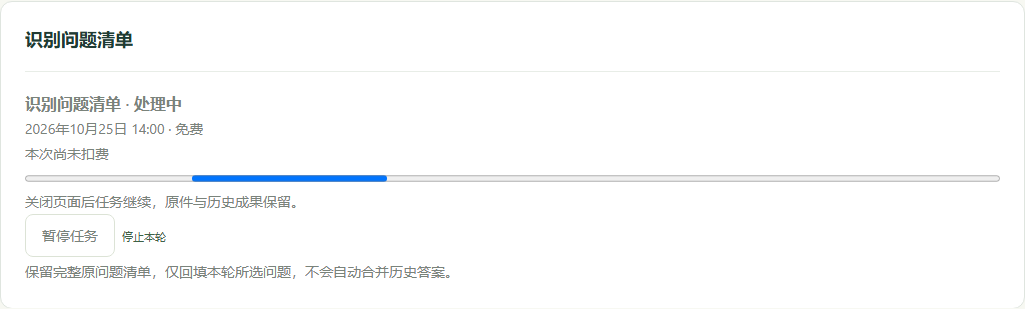 识别问题清单
识别问题清单 · 处理中
2026年10月25日 14:00 · 免费
本次尚未扣费
关闭页面后任务继续，原件与历史成果保留。
暂停任务 停止本轮
保留完整原问题清单，仅回填本轮所选问题，不会自动合并历史答案。